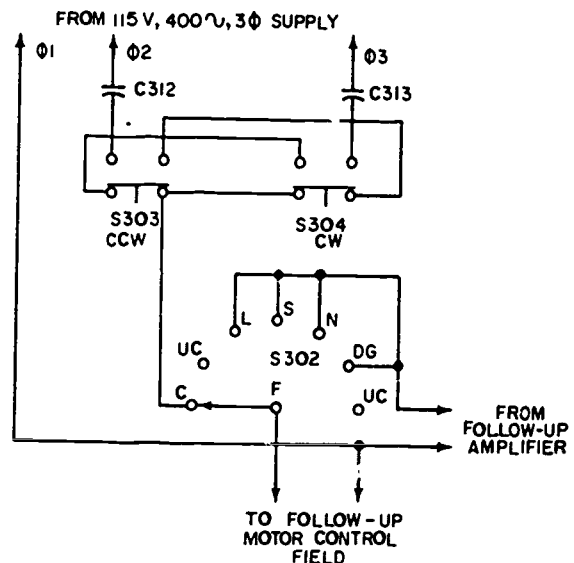 FROM 115 V, 400∿, 3Φ SUPPLY
Φ1
Φ2
Φ3
C312
C313
S303
CCW
S304
CW
L
S
N
UC
S302
DG
C
F
UC
FROM
FOLLOW-UP
AMPLIFIER
TO FOLLOW-UP
MOTOR CONTROL
FIELD